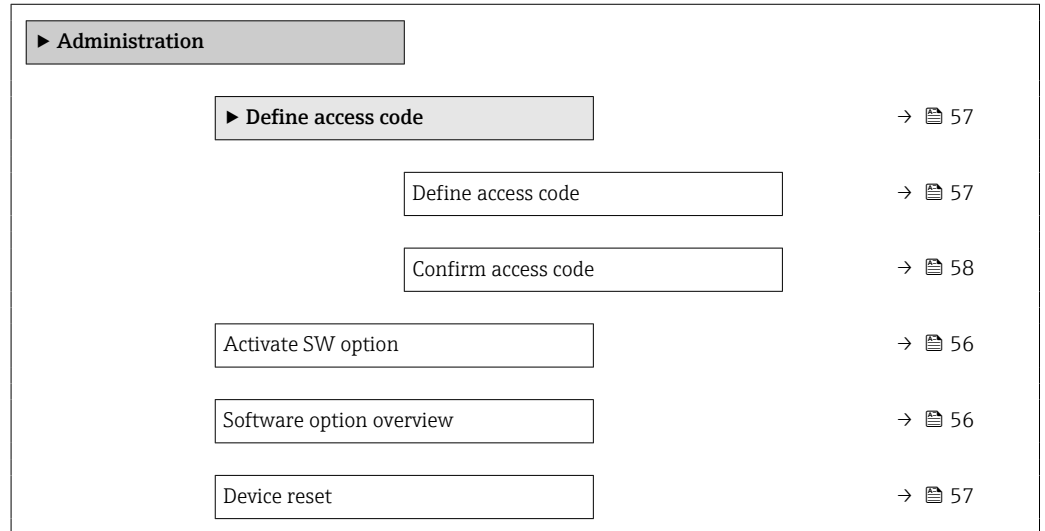 ▶ Administration
▶ Define access code → 🖹 57
Define access code → 🖹 57
Confirm access code → 🖹 58
Activate SW option → 🖹 56
Software option overview → 🖹 56
Device reset → 🖹 57